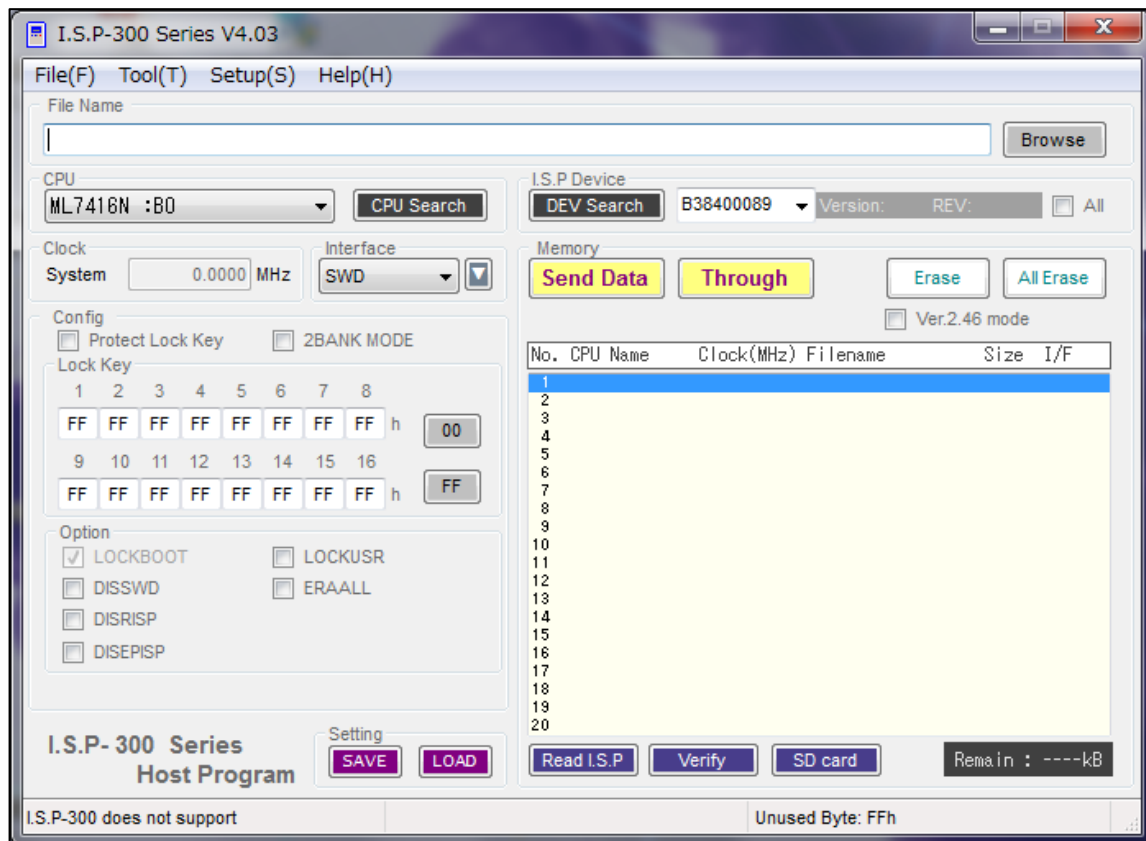 I.S.P-300 Series V4.03
File(F) Tool(T) Setup(S) Help(H)
File Name
Browse
CPU
ML7416N :B0
CPU Search
I.S.P Device
DEV Search
B38400089
Version: REV:
All
Clock
System 0.0000 MHz
Interface
SWD
Memory
Send Data
Through
Erase
All Erase
Ver.2.46 mode
Config
Protect Lock Key
2BANK MODE
Lock Key
1 2 3 4 5 6 7 8
FF FF FF FF FF FF FF FF h
00
9 10 11 12 13 14 15 16
FF FF FF FF FF FF FF FF h
FF
Option
LOCKBOOT
LOCKUSR
DISSWD
ERAALL
DISRISP
DISEPISP
No. CPU Name Clock(MHz) Filename Size I/F
1
2
3
4
5
6
7
8
9
10
11
12
13
14
15
16
17
18
19
20
I.S.P- 300 Series
Host Program
Setting
SAVE
LOAD
Read I.S.P
Verify
SD card
Remain : ----kB
I.S.P-300 does not support
Unused Byte: FFh